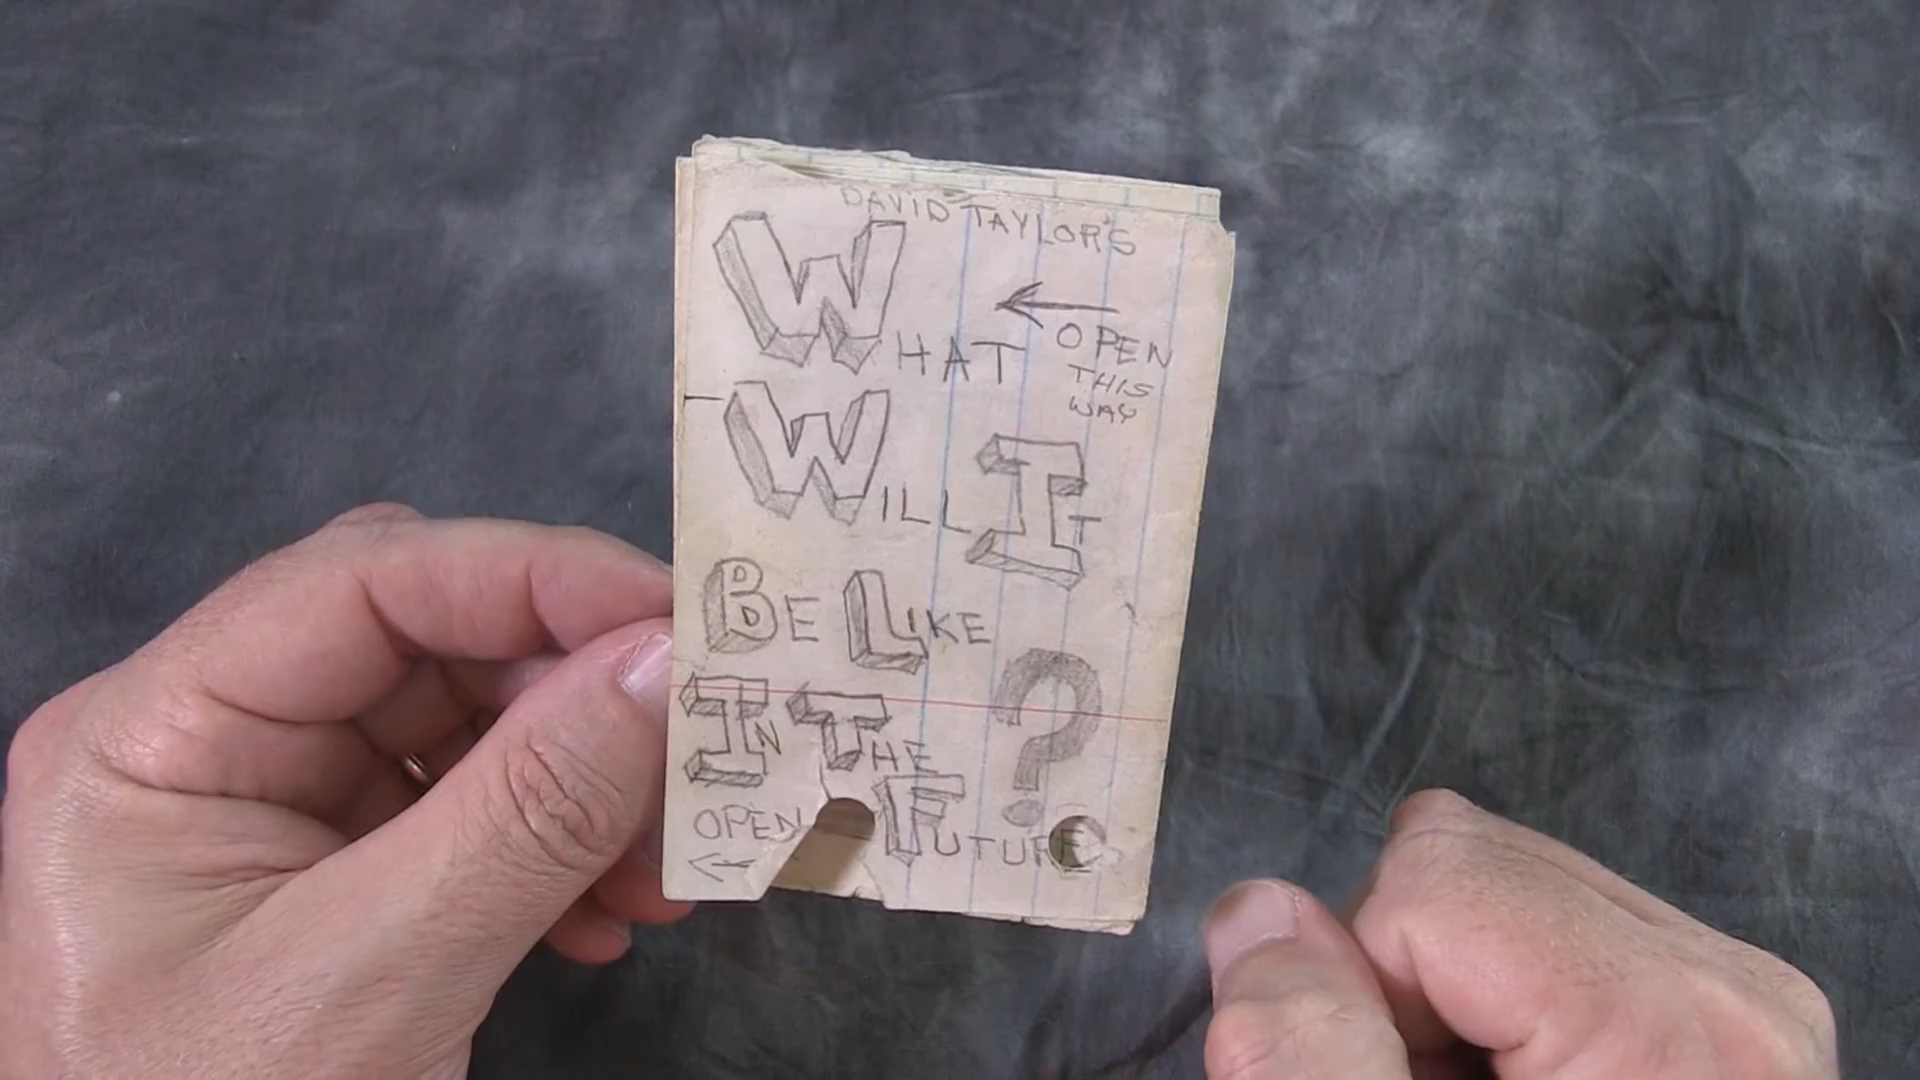 DAVID TAYLOR'S
WHAT
← OPEN
THIS
WAY
WILL IT
BE LIKE
IN THE
FUTURE ?
OPEN
←